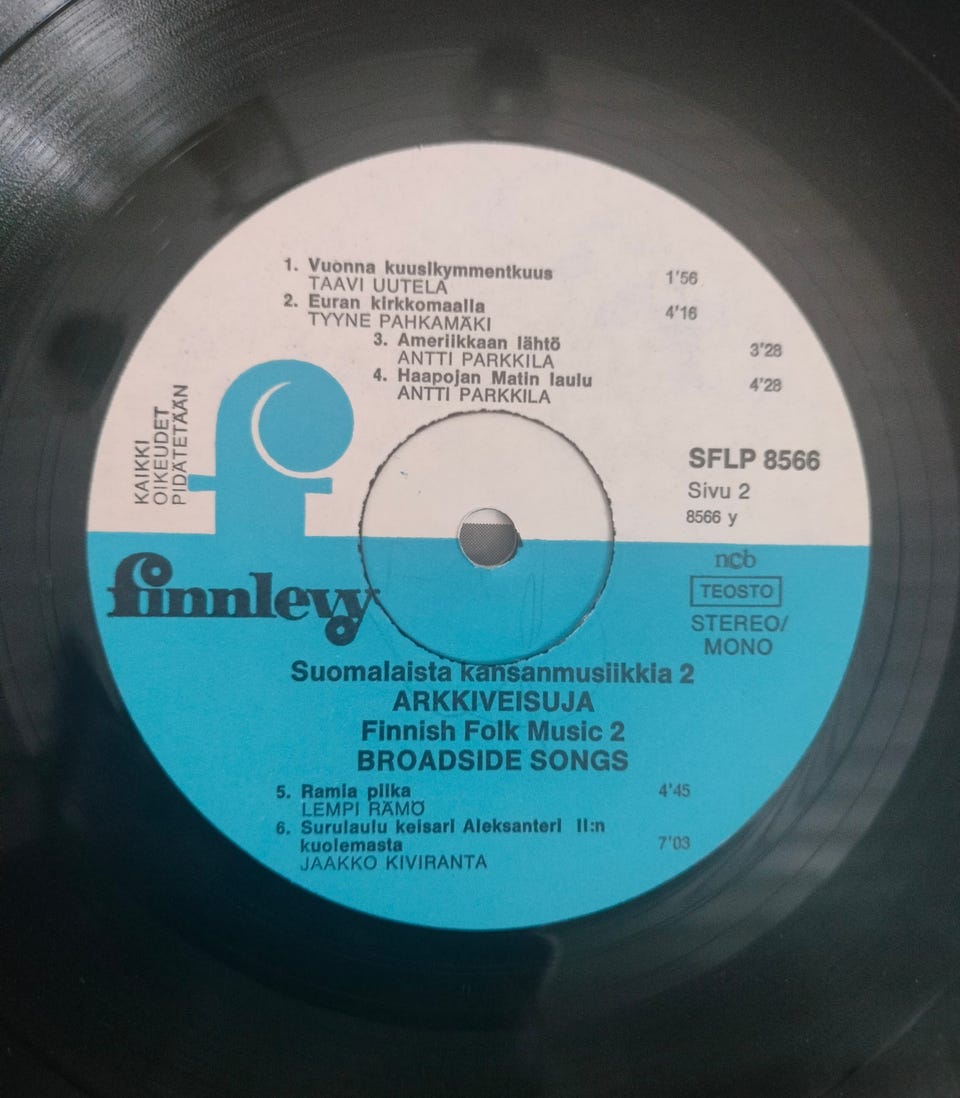 1. Vuonna kuusikymmentkuus 1'56
TAAVI UUTELA
2. Euran kirkkomaalla 4'16
TYYNE PAHKAMÄKI
3. Ameriikkaan lähtö 3'28
ANTTI PARKKILA
4. Haapojan Matin laulu 4'28
ANTTI PARKKILA
KAIKKI
OIKEUDET
PIDÄTETÄÄN
f
SFLP 8566
Sivu 2
8566 y
finnlevy
ncb
TEOSTO
STEREO/
MONO
Suomalaista kansanmusiikkia 2
ARKKIVEISUJA
Finnish Folk Music 2
BROADSIDE SONGS
5. Ramia piika 4'45
LEMPI RÄMÖ
6. Surulaulu keisari Aleksanteri II:n
kuolemasta 7'03
JAAKKO KIVIRANTA